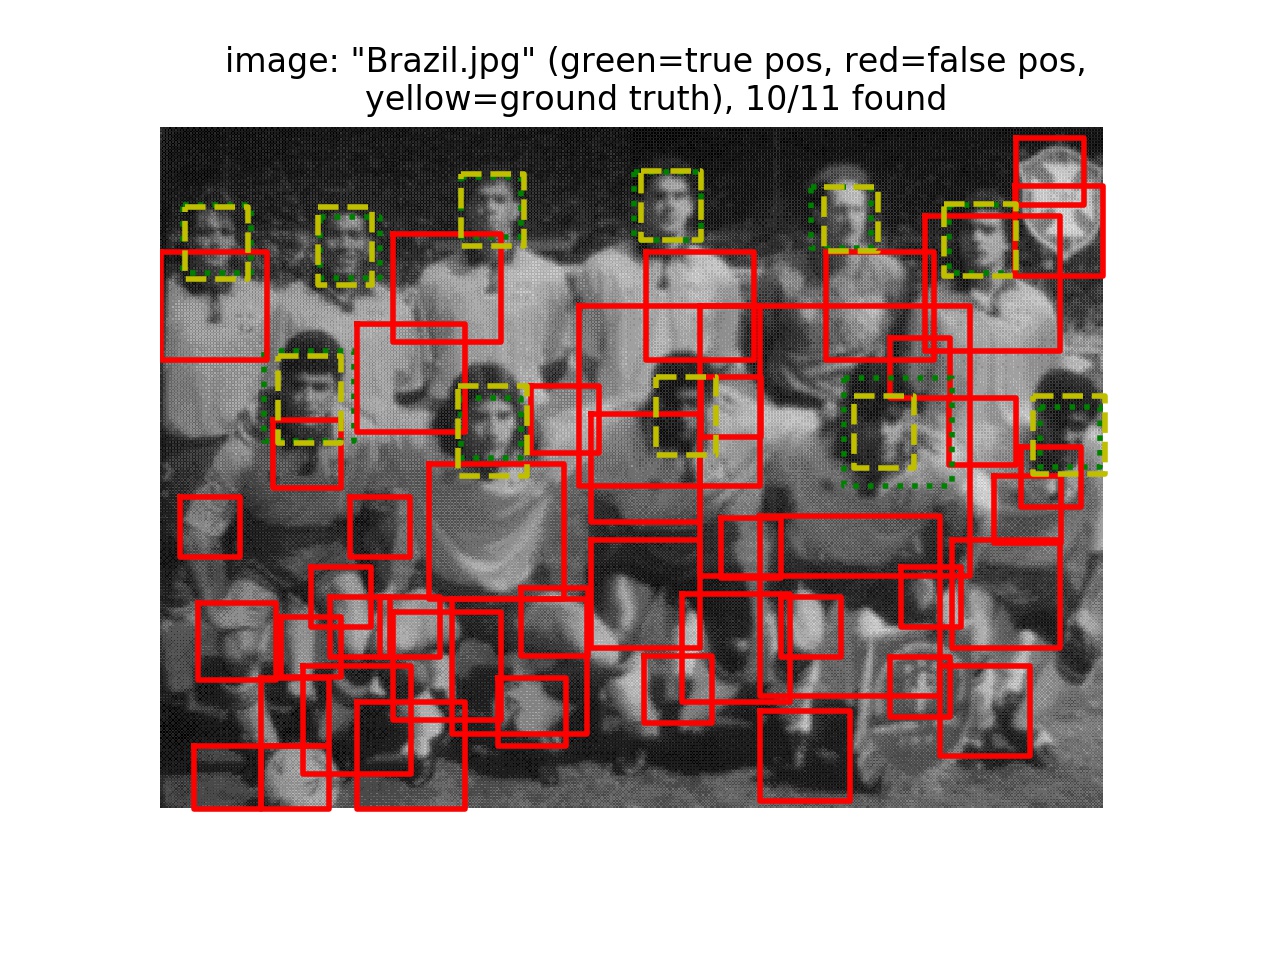 image: "Brazil.jpg" (green=true pos, red=false pos,
yellow=ground truth), 10/11 found